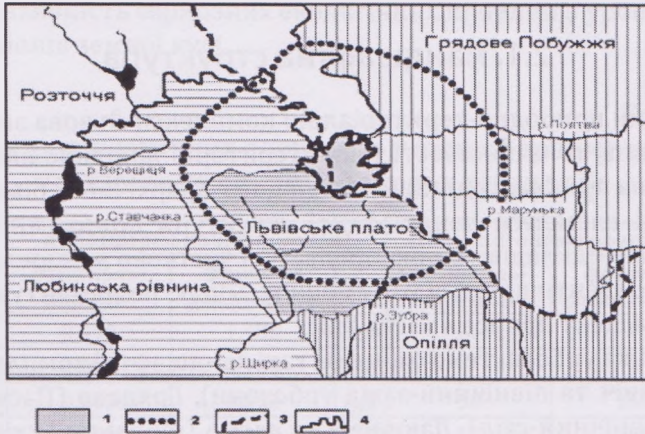 Грядове Побужжя
Розточчя
р.Полтва
р.Верещиця
р.Марунька
р.Ставчанка
Львівське плато
Любинська рівнина
р.Зубра
Опілля
р.Щирка
1 2 3 4